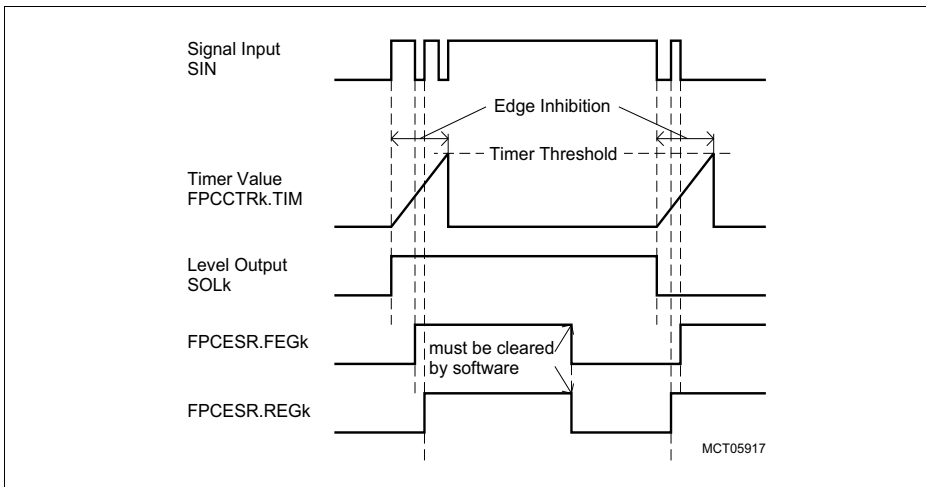 Signal Input
SIN
Edge Inhibition
Timer Threshold
Timer Value
FPCCTRk.TIM
Level Output
SOLk
FPCESR.FEGk
must be cleared
by software
FPCESR.REGk
MCT05917